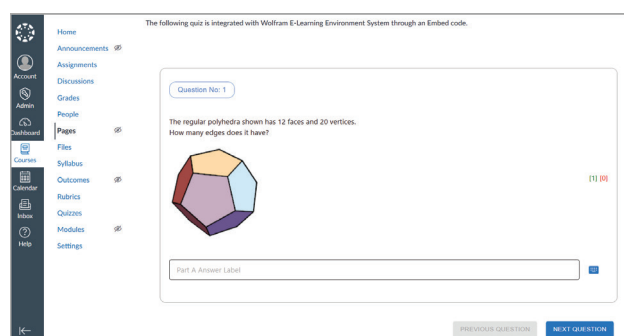 The following quiz is integrated with Wolfram E-Learning Environment System through an Embed code.
Account
Admin
Dashboard
Courses
Calendar
Inbox
Help
Home
Announcements
Assignments
Discussions
Grades
People
Pages
Files
Syllabus
Outcomes
Rubrics
Quizzes
Modules
Settings
Question No: 1
The regular polyhedra shown has 12 faces and 20 vertices.
How many edges does it have?
[1] [0]
Part A Answer Label
PREVIOUS QUESTION
NEXT QUESTION